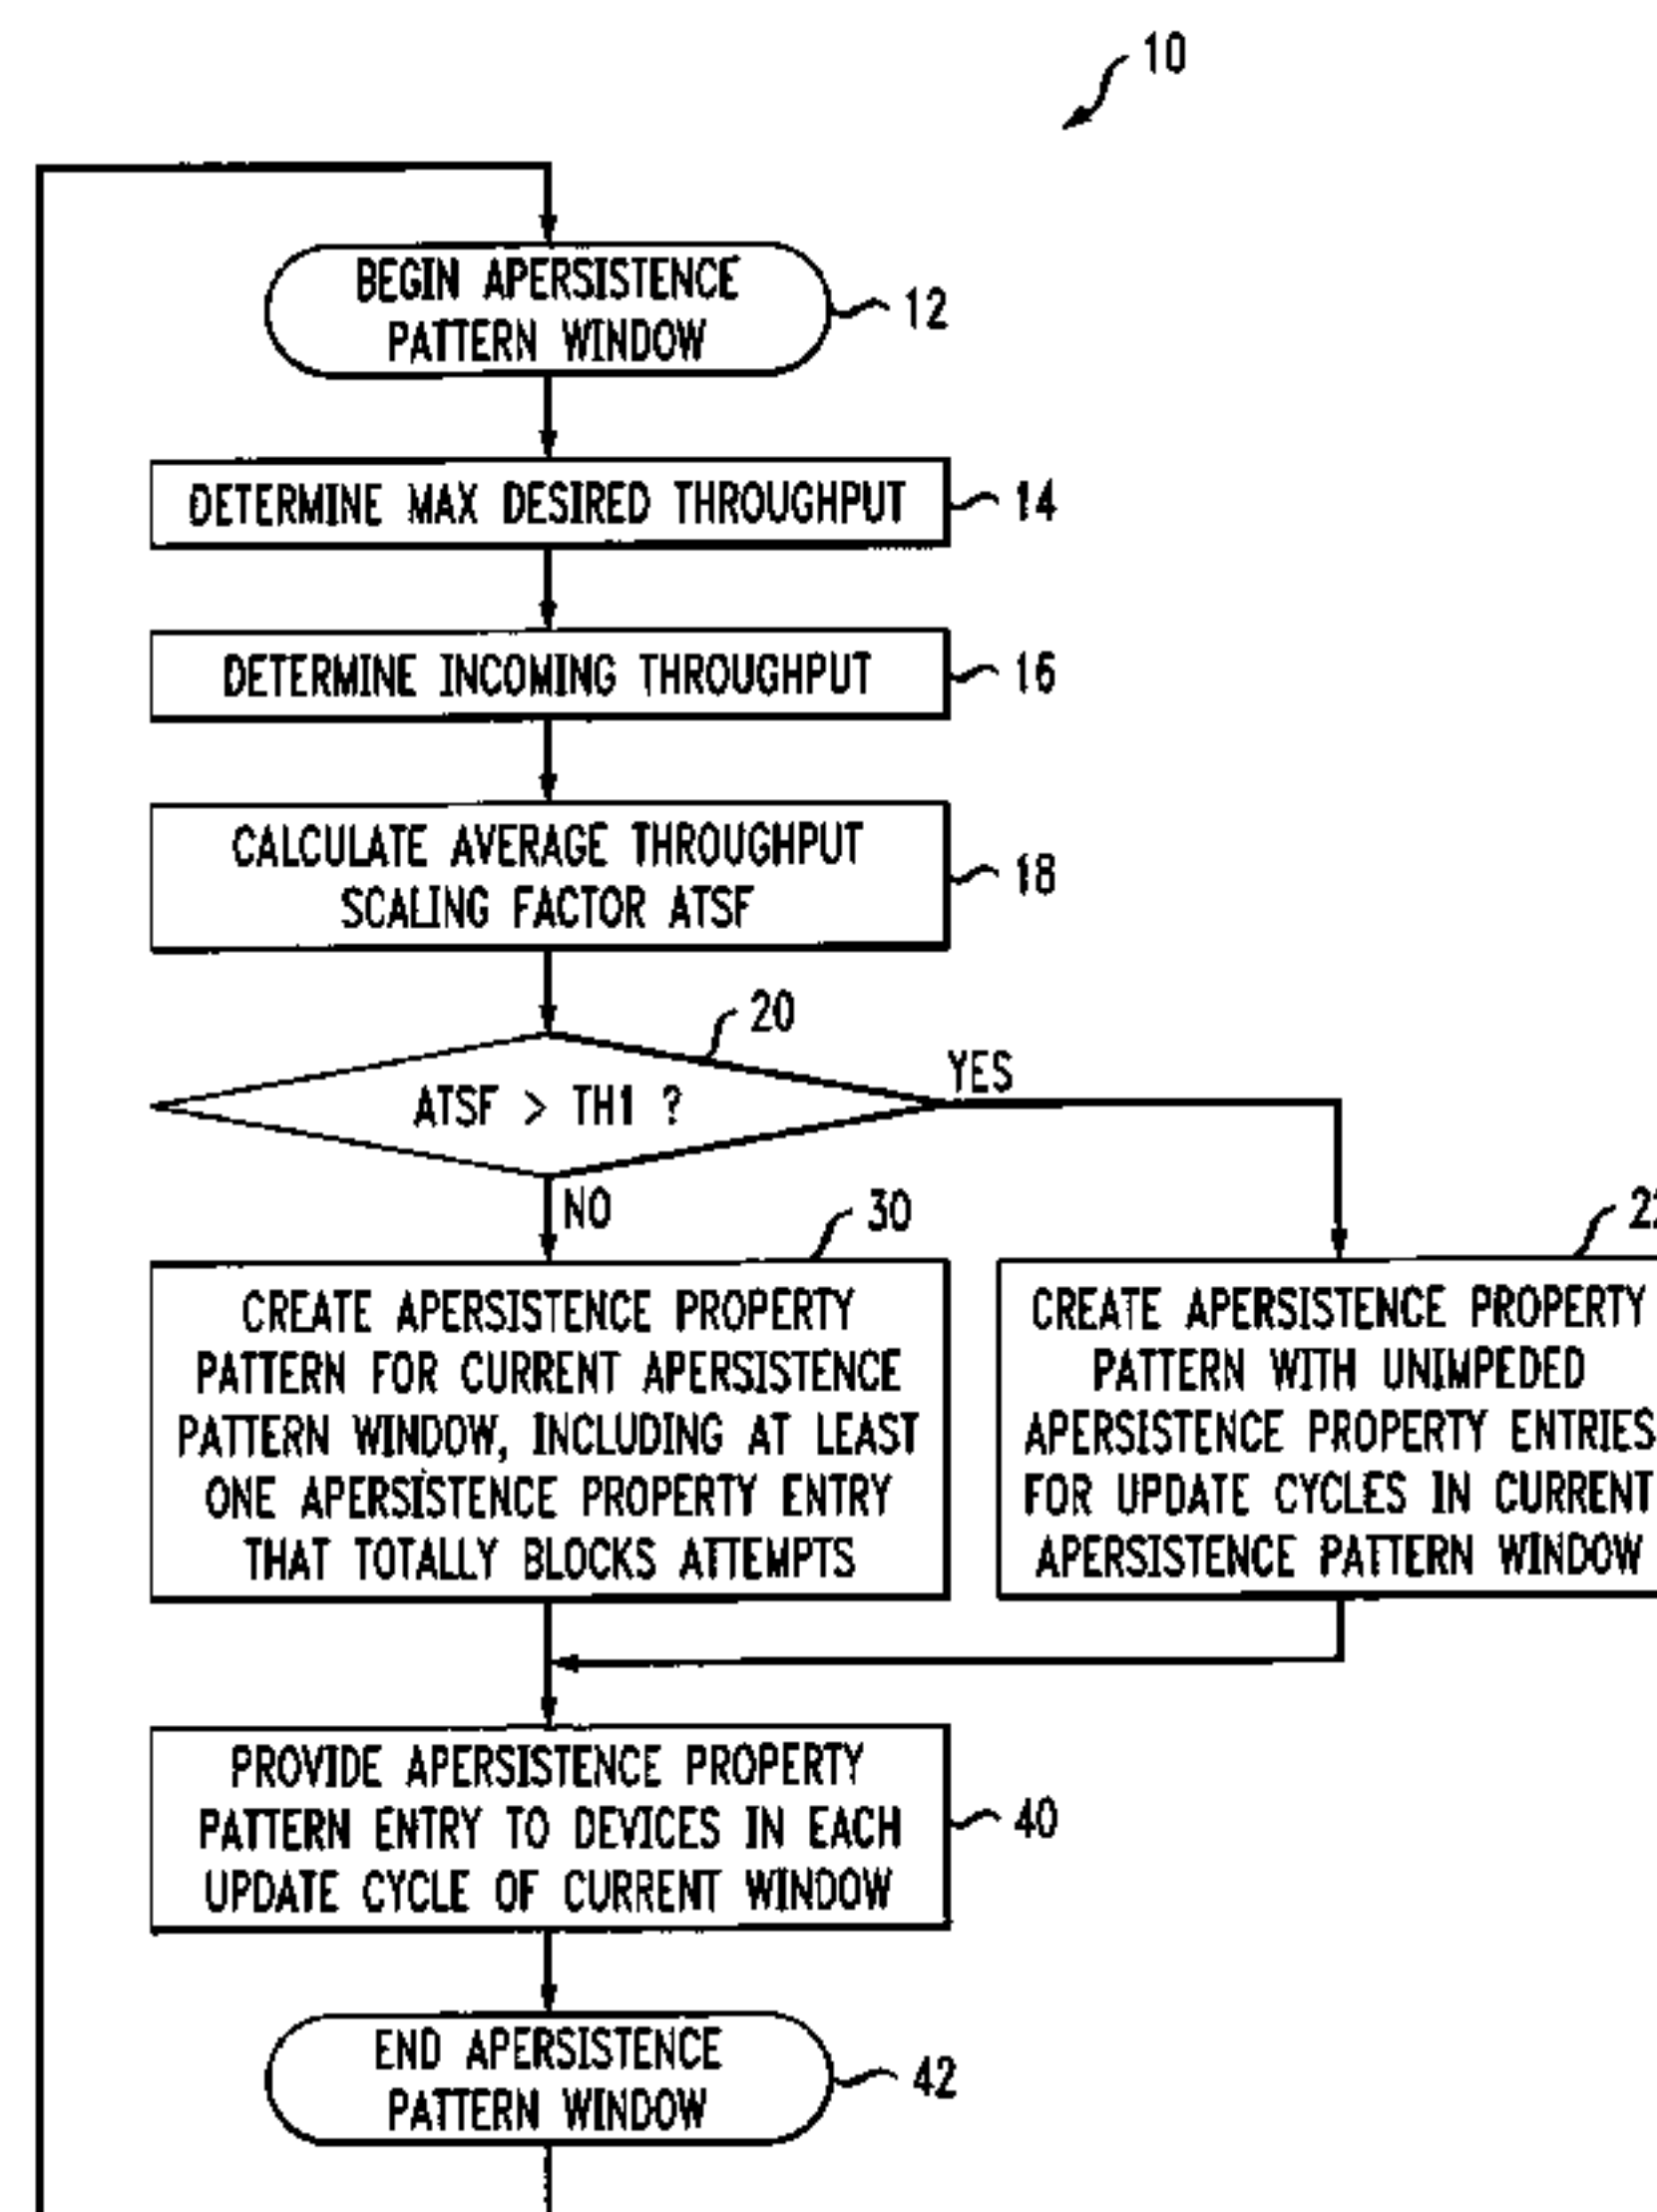 10
BEGIN APERSISTENCE
PATTERN WINDOW
12
DETERMINE MAX DESIRED THROUGHPUT
14
DETERMINE INCOMING THROUGHPUT
16
CALCULATE AVERAGE THROUGHPUT
SCALING FACTOR ATSF
18
20
ATSF > TH1 ?
YES
NO
30
CREATE APERSISTENCE PROPERTY
PATTERN FOR CURRENT APERSISTENCE
PATTERN WINDOW, INCLUDING AT LEAST
ONE APERSISTENCE PROPERTY ENTRY
THAT TOTALLY BLOCKS ATTEMPTS
CREATE APERSISTENCE PROPERTY
PATTERN WITH UNIMPEDED
APERSISTENCE PROPERTY ENTRIES
FOR UPDATE CYCLES IN CURRENT
APERSISTENCE PATTERN WINDOW
PROVIDE APERSISTENCE PROPERTY
PATTERN ENTRY TO DEVICES IN EACH
UPDATE CYCLE OF CURRENT WINDOW
40
END APERSISTENCE
PATTERN WINDOW
42